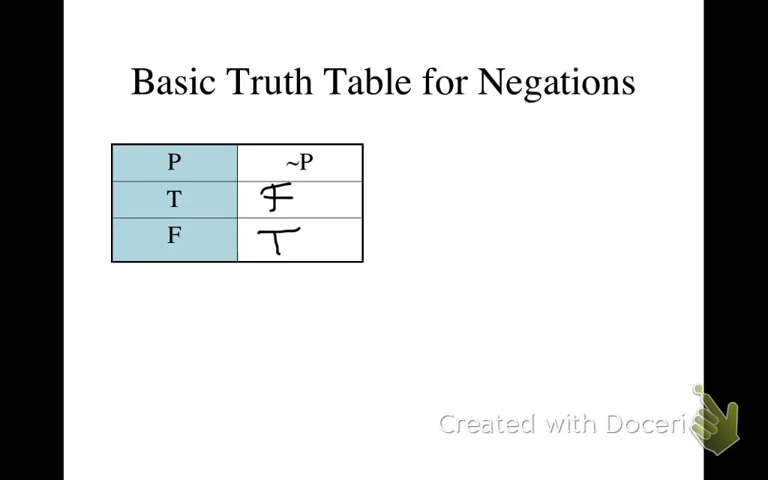 Basic Truth Table for Negations
P ~P
T F
F T
Created with Doceri